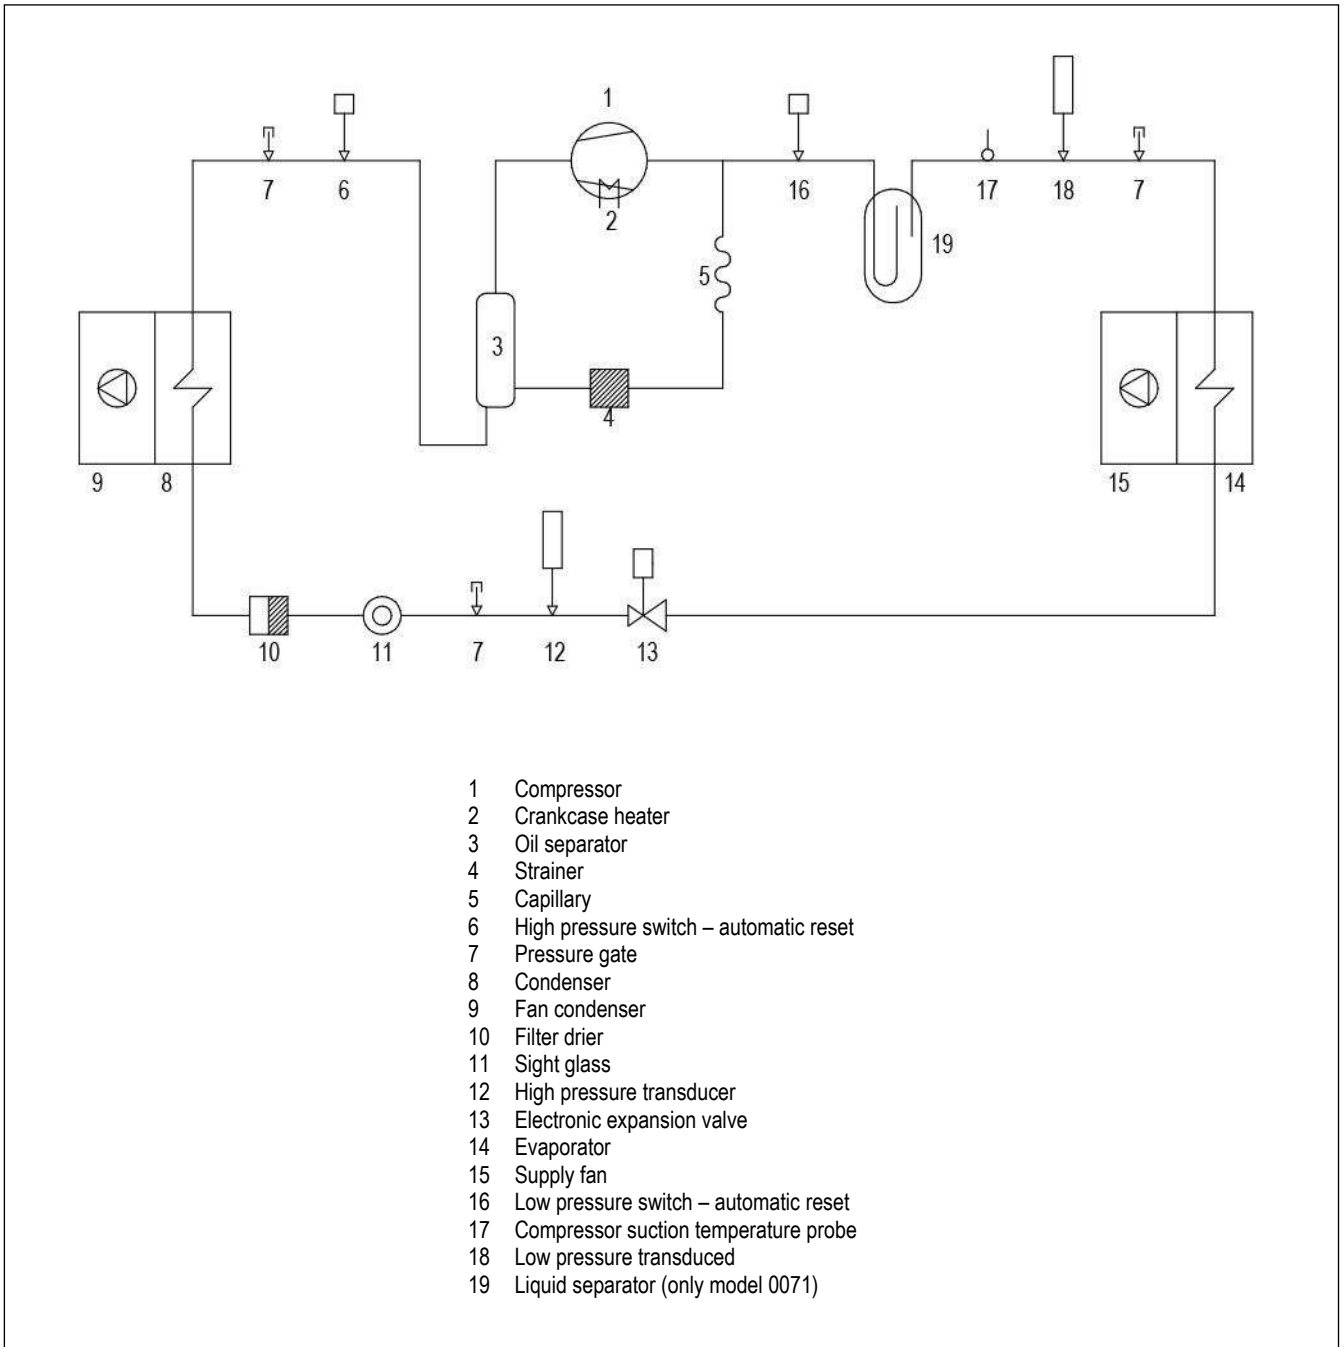 1
7 6 2 16 17 18 7
19
5
3
4
9 8 15 14
10 11 7 12 13
1 Compressor
2 Crankcase heater
3 Oil separator
4 Strainer
5 Capillary
6 High pressure switch – automatic reset
7 Pressure gate
8 Condenser
9 Fan condenser
10 Filter drier
11 Sight glass
12 High pressure transducer
13 Electronic expansion valve
14 Evaporator
15 Supply fan
16 Low pressure switch – automatic reset
17 Compressor suction temperature probe
18 Low pressure transduced
19 Liquid separator (only model 0071)